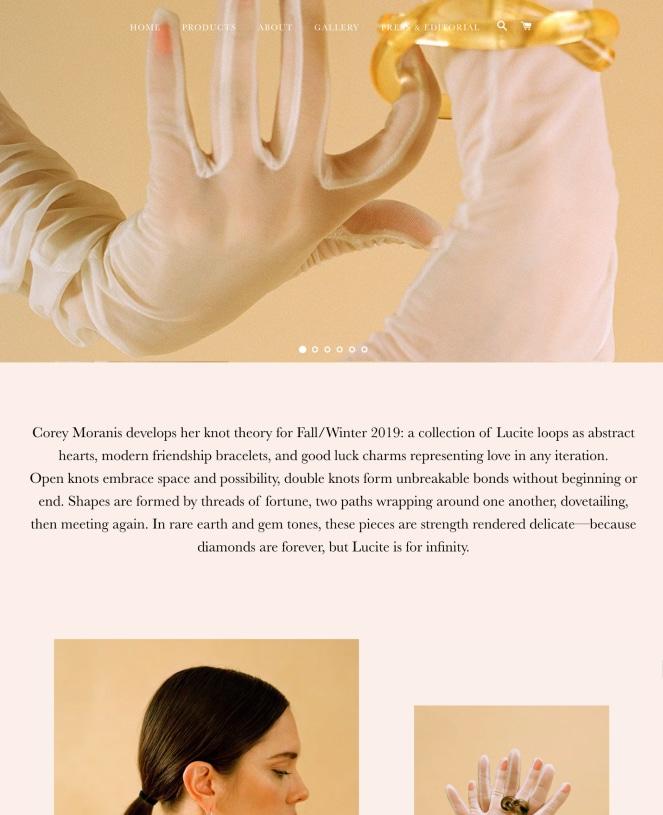 HOME PRODUCTS ABOUT GALLERY PRESS & EDITORIAL
Corey Moranis develops her knot theory for Fall/Winter 2019: a collection of Lucite loops as abstract
hearts, modern friendship bracelets, and good luck charms representing love in any iteration.
Open knots embrace space and possibility, double knots form unbreakable bonds without beginning or
end. Shapes are formed by threads of fortune, two paths wrapping around one another, dovetailing,
then meeting again. In rare earth and gem tones, these pieces are strength rendered delicate—because
diamonds are forever, but Lucite is for infinity.